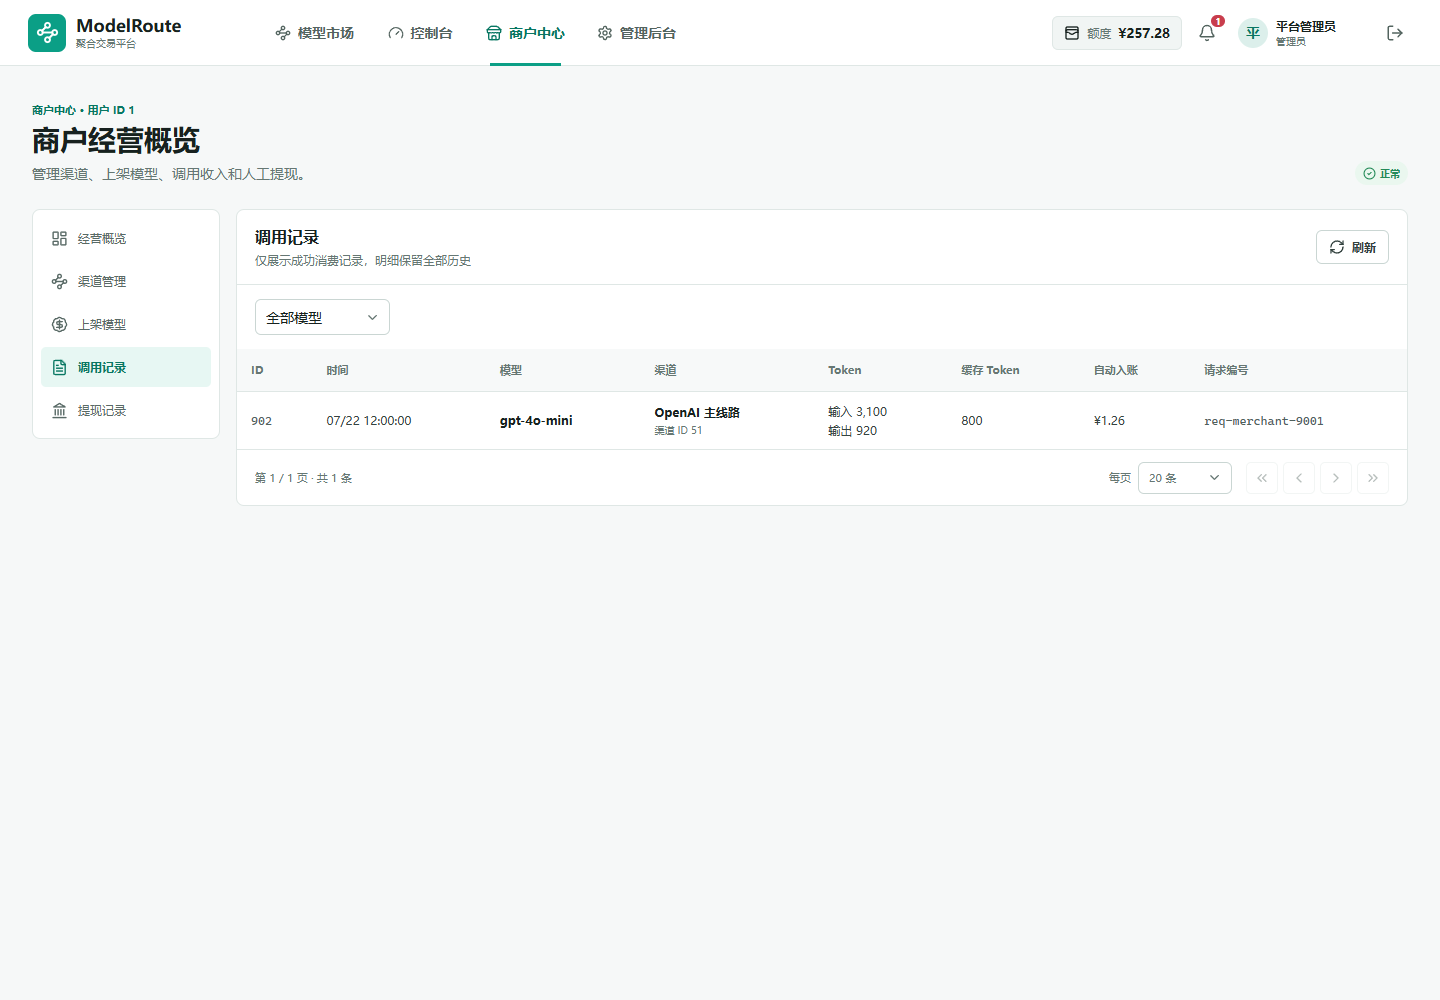 ModelRoute
聚合交易平台
模型市场
控制台
商户中心
管理后台
额度 ¥257.28
1
平
平台管理员
管理员
商户中心 • 用户 ID 1
商户经营概览
管理渠道、上架模型、调用收入和人工提现。
正常
经营概览
渠道管理
上架模型
调用记录
提现记录
调用记录
仅展示成功消费记录，明细保留全部历史
刷新
全部模型
ID 时间 模型 渠道 Token 缓存 Token 自动入账 请求编号
902 07/22 12:00:00 gpt-4o-mini OpenAI 主线路 输入 3,100 800 ¥1.26 req-merchant-9001
渠道 ID 51 输出 920
第 1 / 1 页 · 共 1 条
每页 20 条